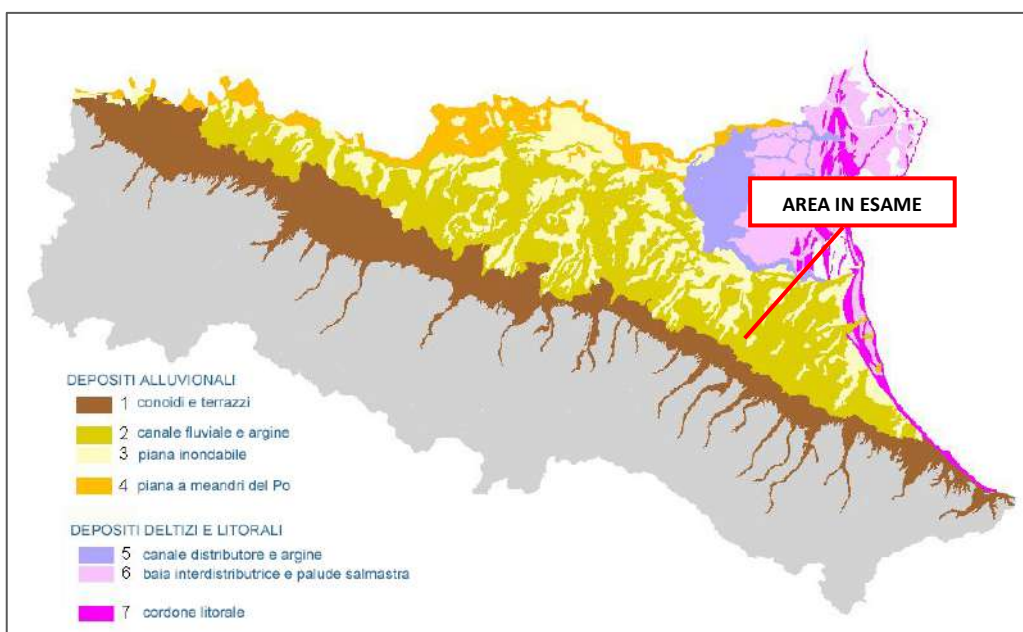 AREA IN ESAME
DEPOSITI ALLUVIONALI
1 conoidi e terrazzi
2 canale fluviale e argine
3 piana inondabile
4 piana a meandri del Po
DEPOSITI DELTIZI E LITORALI
5 canale distributore e argine
6 baia interdistributrice e palude salmastra
7 cordone litorale